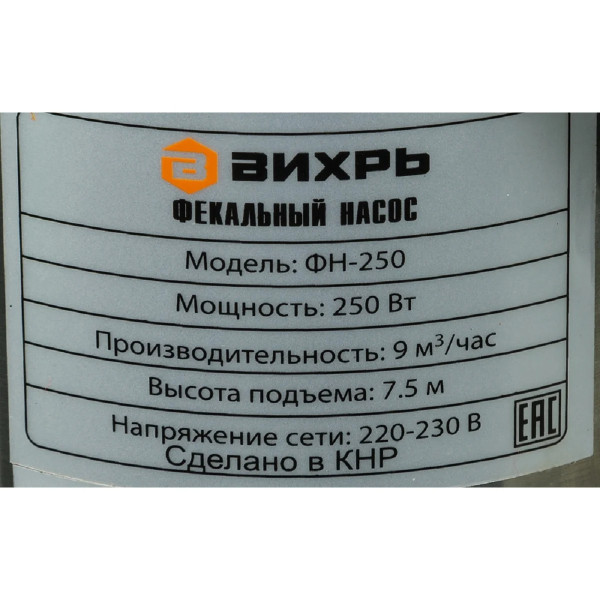 В ВИХРЬ
ФЕКАЛЬНЫЙ НАСОС
Модель: ФН-250
Мощность: 250 Вт
Производительность: 9 м³/час
Высота подъема: 7.5 м
Напряжение сети: 220-230 В
EAC
Сделано в КНР